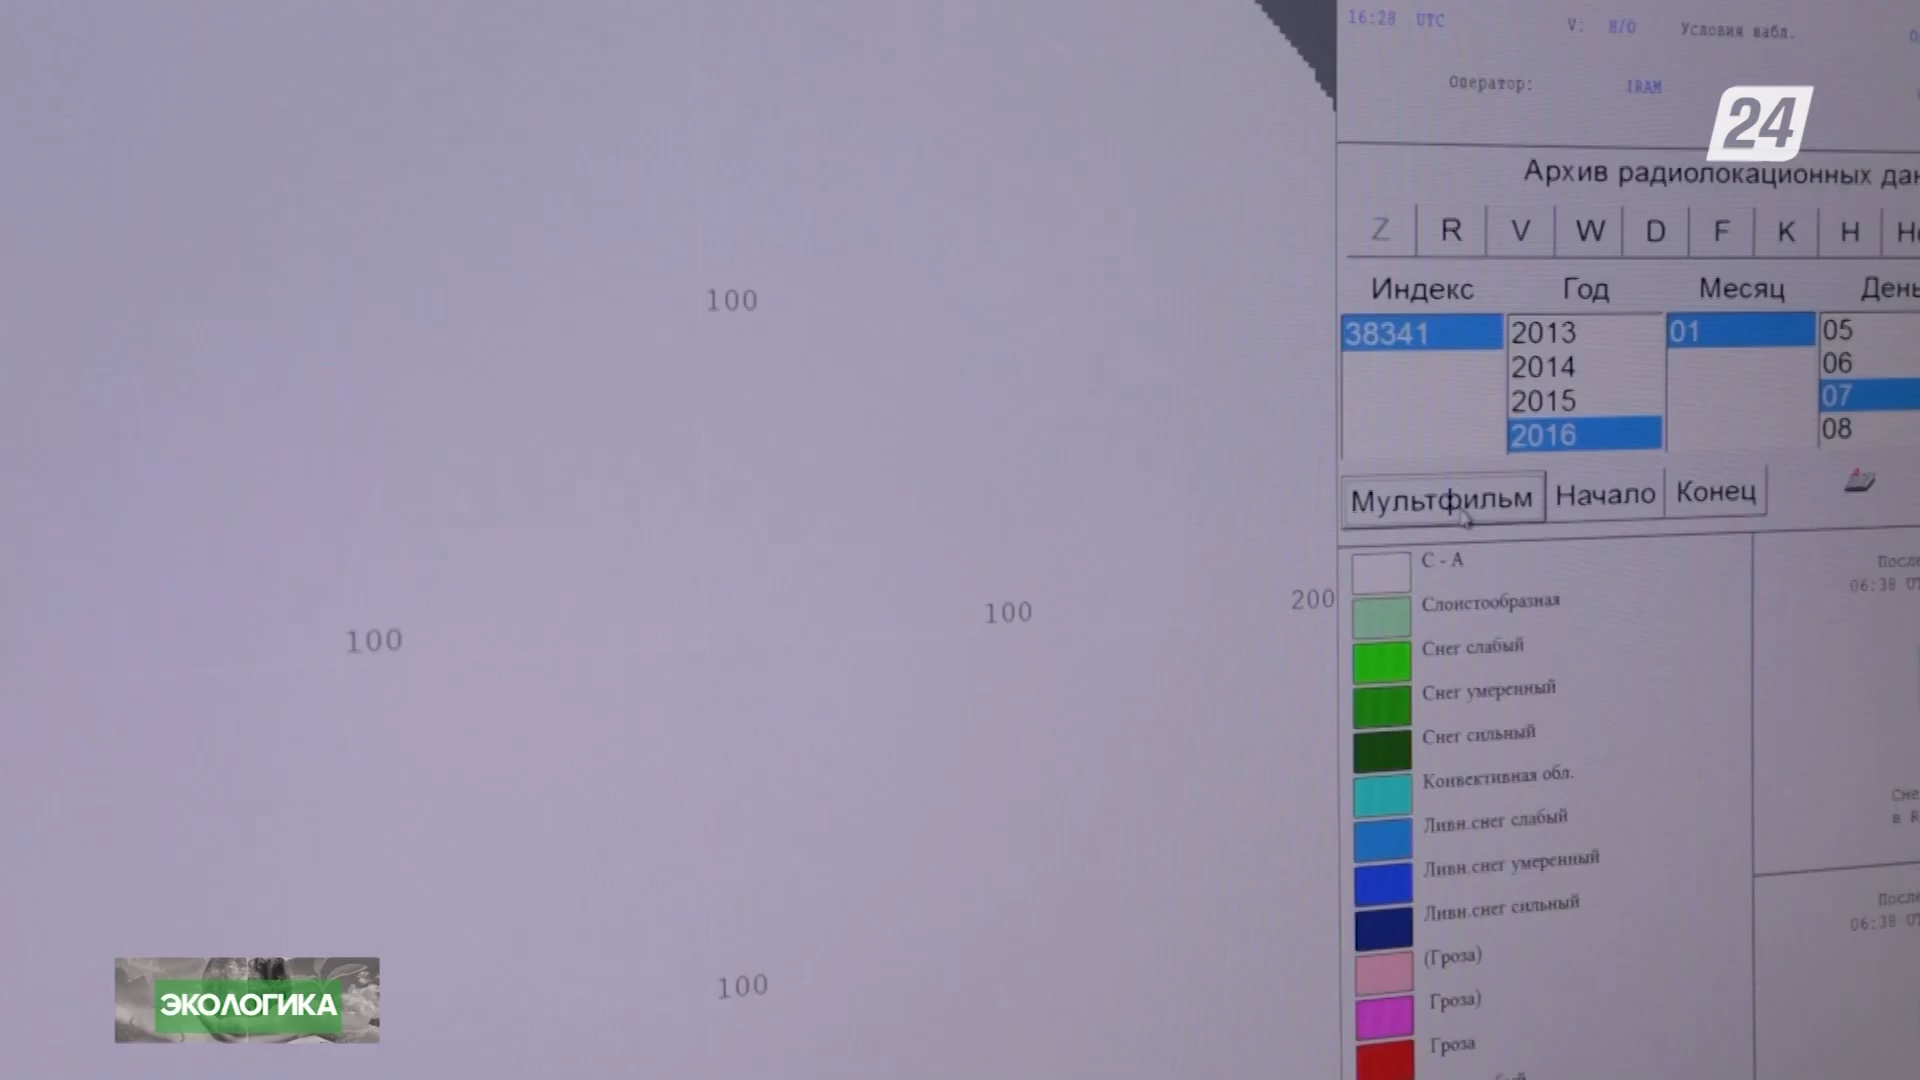 16:28 UTC V: Н/О Условия набл.
Оператор: IRAM
24
Архив радиолокационных
Z R V W D F K H
Индекс Год Месяц День
38341 2013 01 05
2014 06
2015 07
2016 08
Мультфильм Начало Конец
С - А
Слоистообразная
Снег слабый
Снег умеренный
Снег сильный
Конвективная обл.
Ливн.снег слабый
Ливн.снег умеренный
Ливн.снег сильный
(Гроза)
Гроза)
Гроза
06:38
в
06:38
100
100
100
200
100
ЭКОЛОГИКА